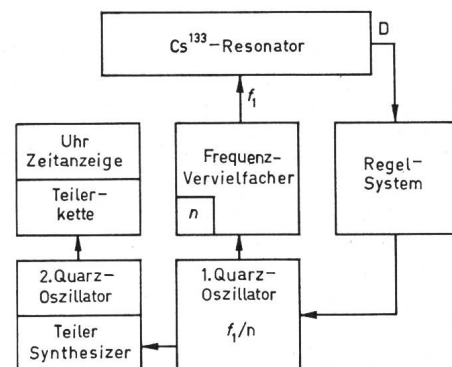 Cs¹³³–Resonator
D
f₁
Uhr
Zeitanzeige
Teiler–
kette
Frequenz–
Vervielfacher
n
Regel–
System
2.Quarz–
Oszillator
Teiler
Synthesizer
1.Quarz–
Oszillator
f₁/n